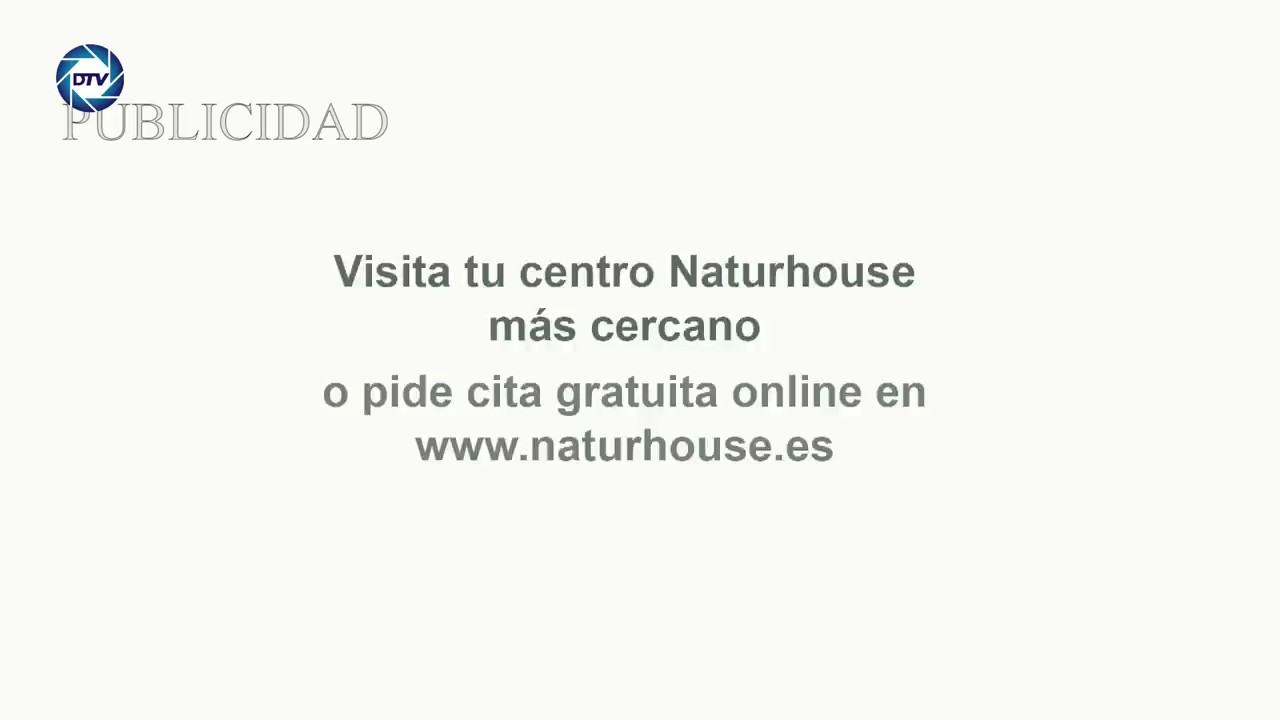 DTV
PUBLICIDAD
Visita tu centro Naturhouse
más cercano
o pide cita gratuita online en
www.naturhouse.es